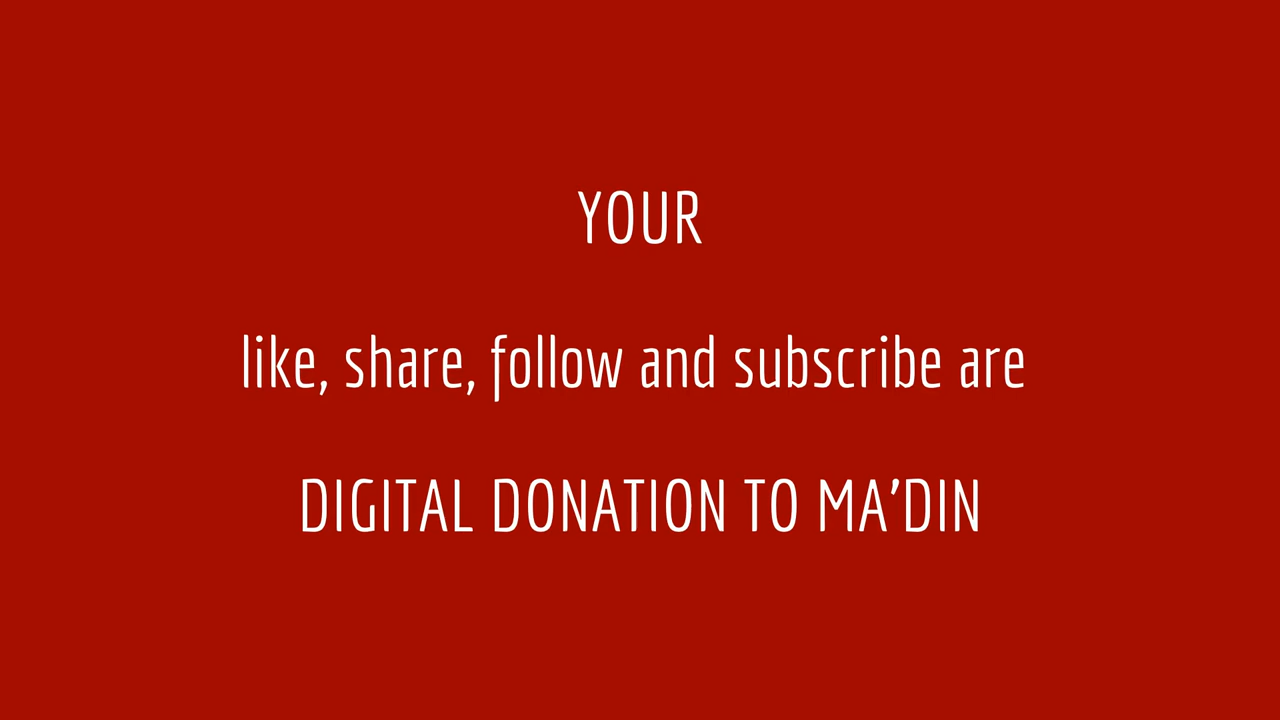 YOUR
like, share, follow and subscribe are
DIGITAL DONATION TO MA’DIN